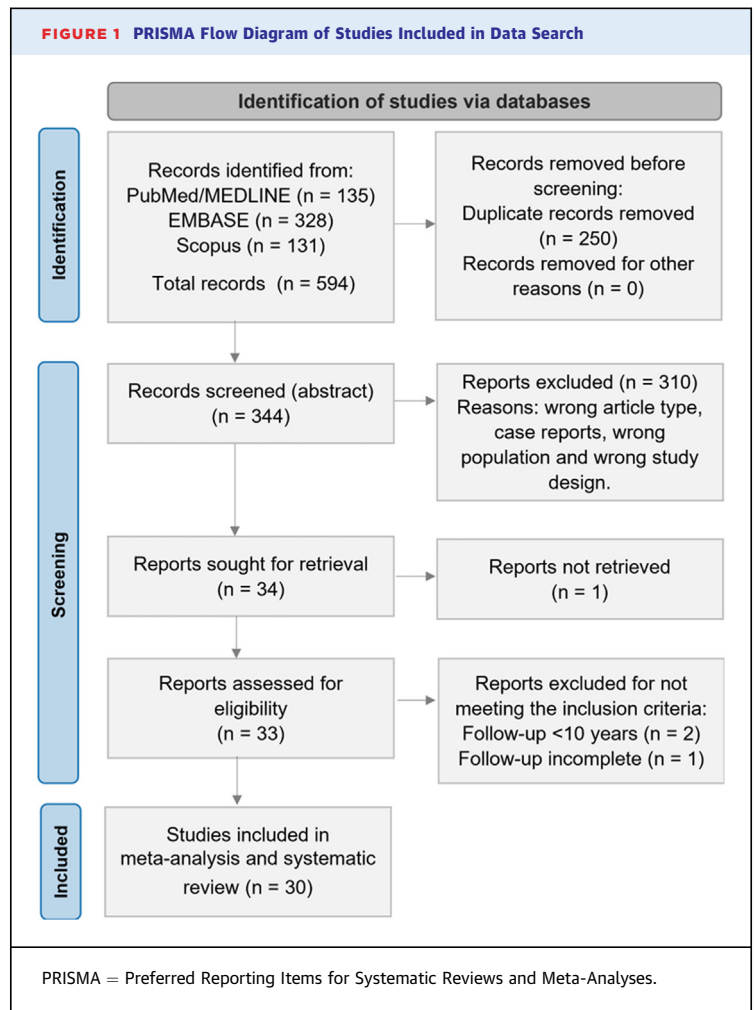 FIGURE 1 PRISMA Flow Diagram of Studies Included in Data Search
Identification of studies via databases
Identification
Records identified from:
PubMed/MEDLINE (n = 135)
EMBASE (n = 328)
Scopus (n = 131)
Total records (n = 594)
Records removed before
screening:
Duplicate records removed
(n = 250)
Records removed for other
reasons (n = 0)
Screening
Records screened (abstract)
(n = 344)
Reports excluded (n = 310)
Reasons: wrong article type,
case reports, wrong
population and wrong study
design.
Reports sought for retrieval
(n = 34)
Reports not retrieved
(n = 1)
Reports assessed for
eligibility
(n = 33)
Reports excluded for not
meeting the inclusion criteria:
Follow-up <10 years (n = 2)
Follow-up incomplete (n = 1)
Included
Studies included in
meta-analysis and systematic
review (n = 30)
PRISMA = Preferred Reporting Items for Systematic Reviews and Meta-Analyses.